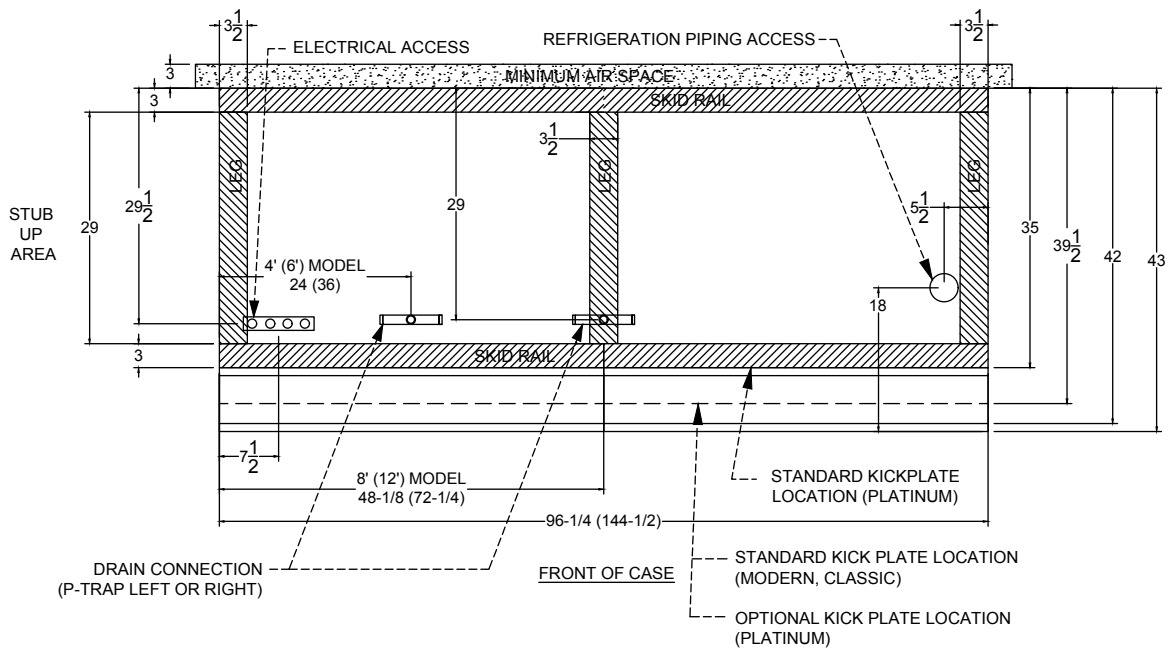 3 1/2
3 1/2
ELECTRICAL ACCESS
REFRIGERATION PIPING ACCESS
3
MINIMUM AIR SPACE
3
SKID RAIL
LEG
3 1/2
LEG
LEG
STUB
UP
AREA
29
29 1/2
29
5 1/2
35
39 1/2
42
43
4' (6') MODEL
24 (36)
18
3
SKID RAIL
7 1/2
8' (12') MODEL
48-1/8 (72-1/4)
STANDARD KICKPLATE
LOCATION (PLATINUM)
96-1/4 (144-1/2)
DRAIN CONNECTION
(P-TRAP LEFT OR RIGHT)
FRONT OF CASE
STANDARD KICK PLATE LOCATION
(MODERN, CLASSIC)
OPTIONAL KICK PLATE LOCATION
(PLATINUM)